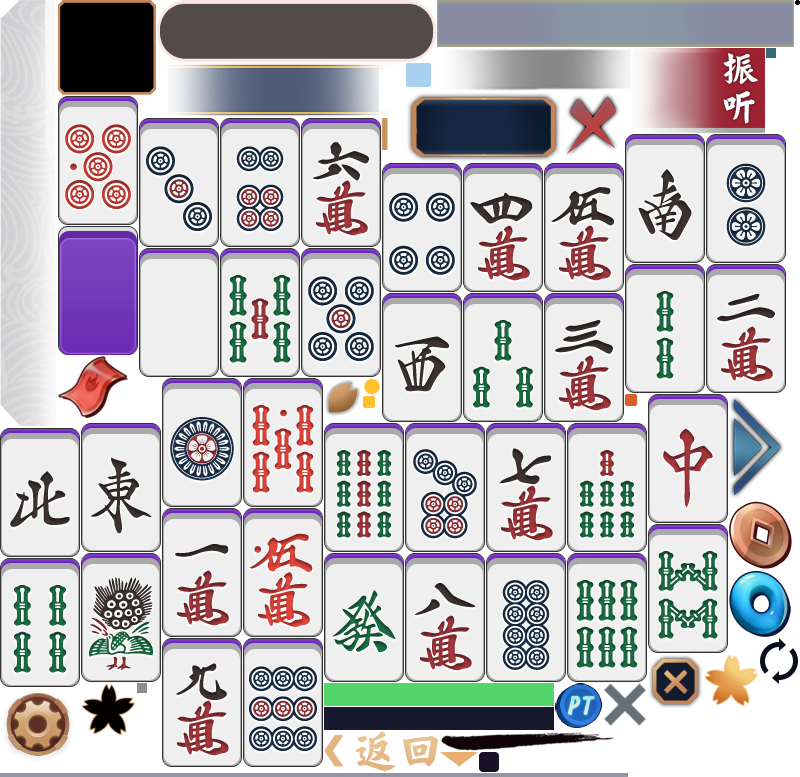 振
听
六
萬
四
萬
伍
萬
南
西
三
萬
二
萬
北
東
一
萬
伍
萬
七
萬
中
發
八
萬
九
萬
PT
返回